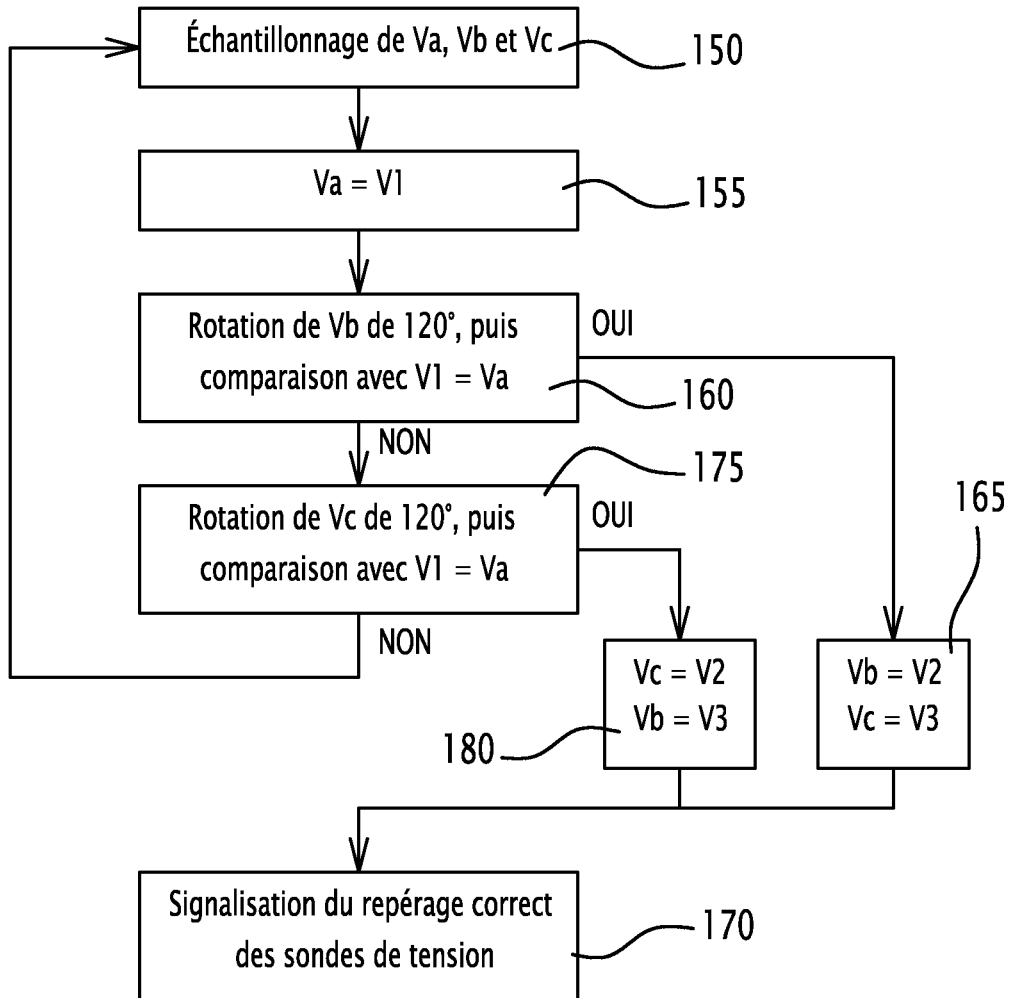 Échantillonnage de Va, Vb et Vc
150
Va = V1
155
Rotation de Vb de 120°, puis
comparaison avec V1 = Va
OUI
160
NON
175
Rotation de Vc de 120°, puis
comparaison avec V1 = Va
OUI
165
NON
Vc = V2
Vb = V3
Vb = V2
Vc = V3
180
Signalisation du repérage correct
des sondes de tension
170